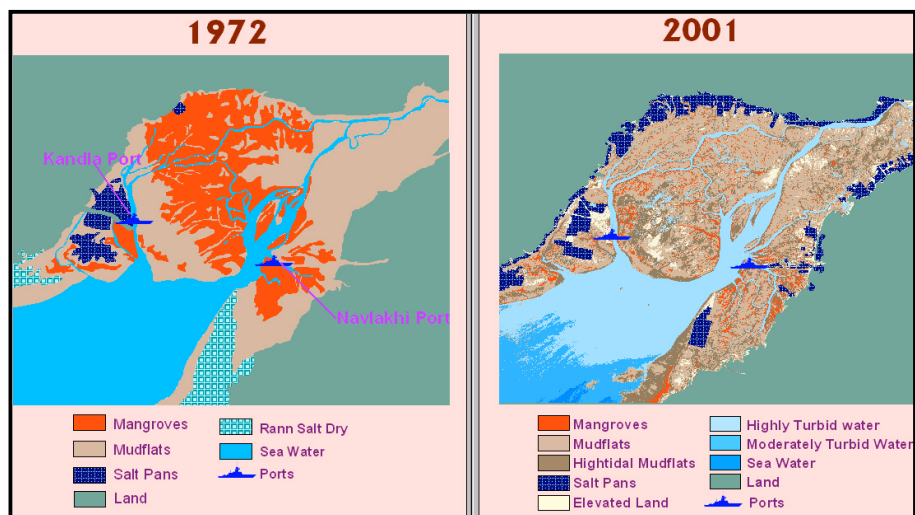 1972
Kandla Port
Navlakhi Port
Mangroves
Mudflats
Salt Pans
Land
Rann Salt Dry
Sea Water
Ports
2001
Mangroves
Mudflats
Hightidal Mudflats
Salt Pans
Elevated Land
Highly Turbid water
Moderately Turbid Water
Sea Water
Land
Ports